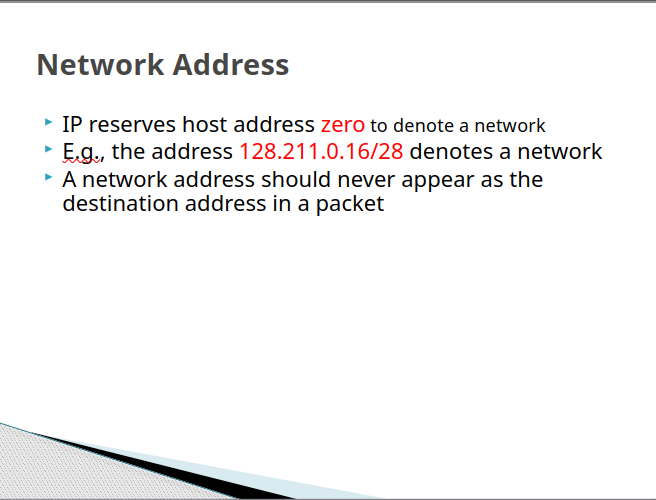 Network Address
IP reserves host address zero to denote a network
E.g., the address 128.211.0.16/28 denotes a network
A network address should never appear as the
destination address in a packet